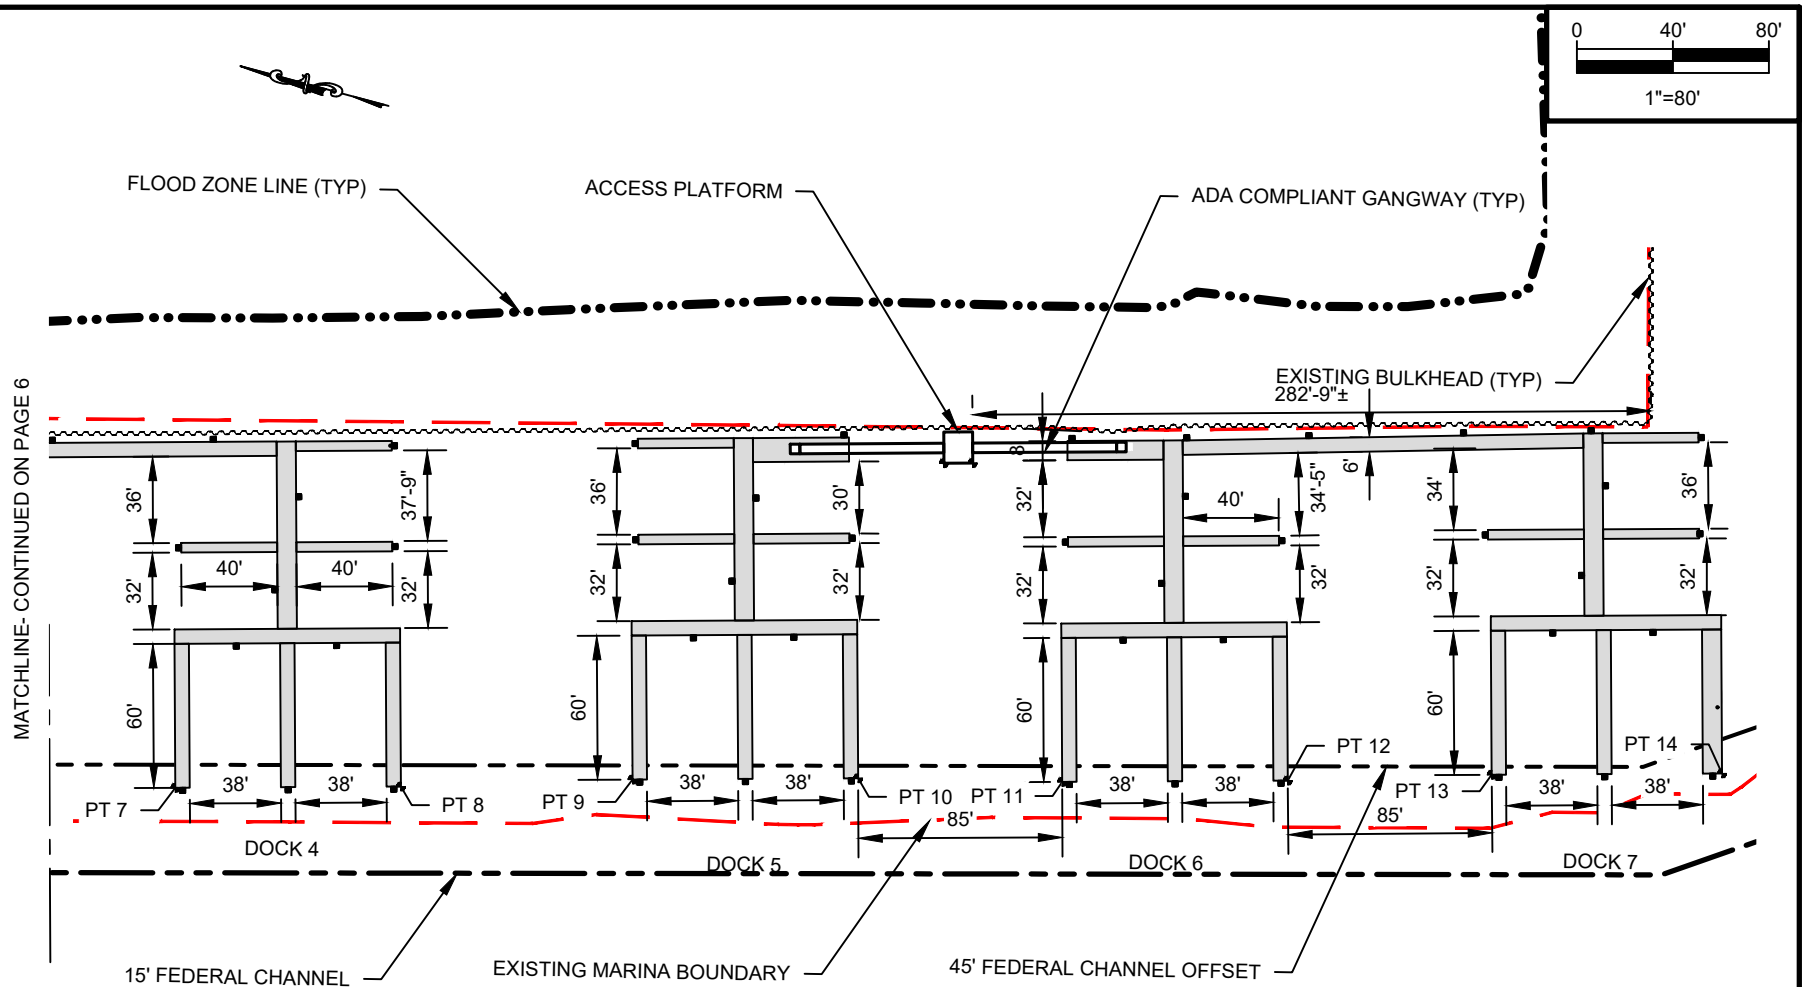 0 40' 80'
1"=80'
FLOOD ZONE LINE (TYP)
ACCESS PLATFORM
ADA COMPLIANT GANGWAY (TYP)
MATCHLINE- CONTINUED ON PAGE 6
EXISTING BULKHEAD (TYP)
282'-9"±
8'
6'
36'
37'-9"
36'
30'
32'
40'
34'-5"
34'
36'
32'
40'
40'
32'
32'
32'
32'
32'
32'
32'
60'
60'
60'
60'
PT 7
38'
38'
PT 8
PT 9
38'
38'
PT 10
PT 11
38'
38'
PT 12
PT 13
38'
38'
PT 14
85'
85'
DOCK 4
DOCK 5
DOCK 6
DOCK 7
15' FEDERAL CHANNEL
EXISTING MARINA BOUNDARY
45' FEDERAL CHANNEL OFFSET